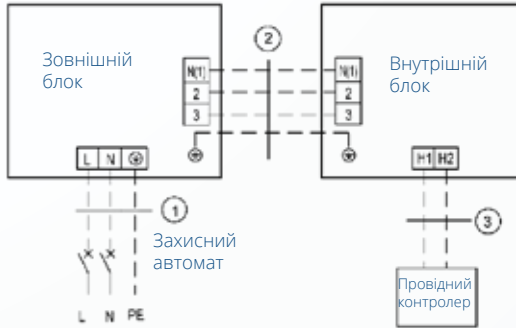 Зовнішній
блок
N(1)
2
3
L N
1
Захисний
автомат
L N PE
2
Внутрішній
блок
N(1)
2
3
H1 H2
3
Провідний
контролер